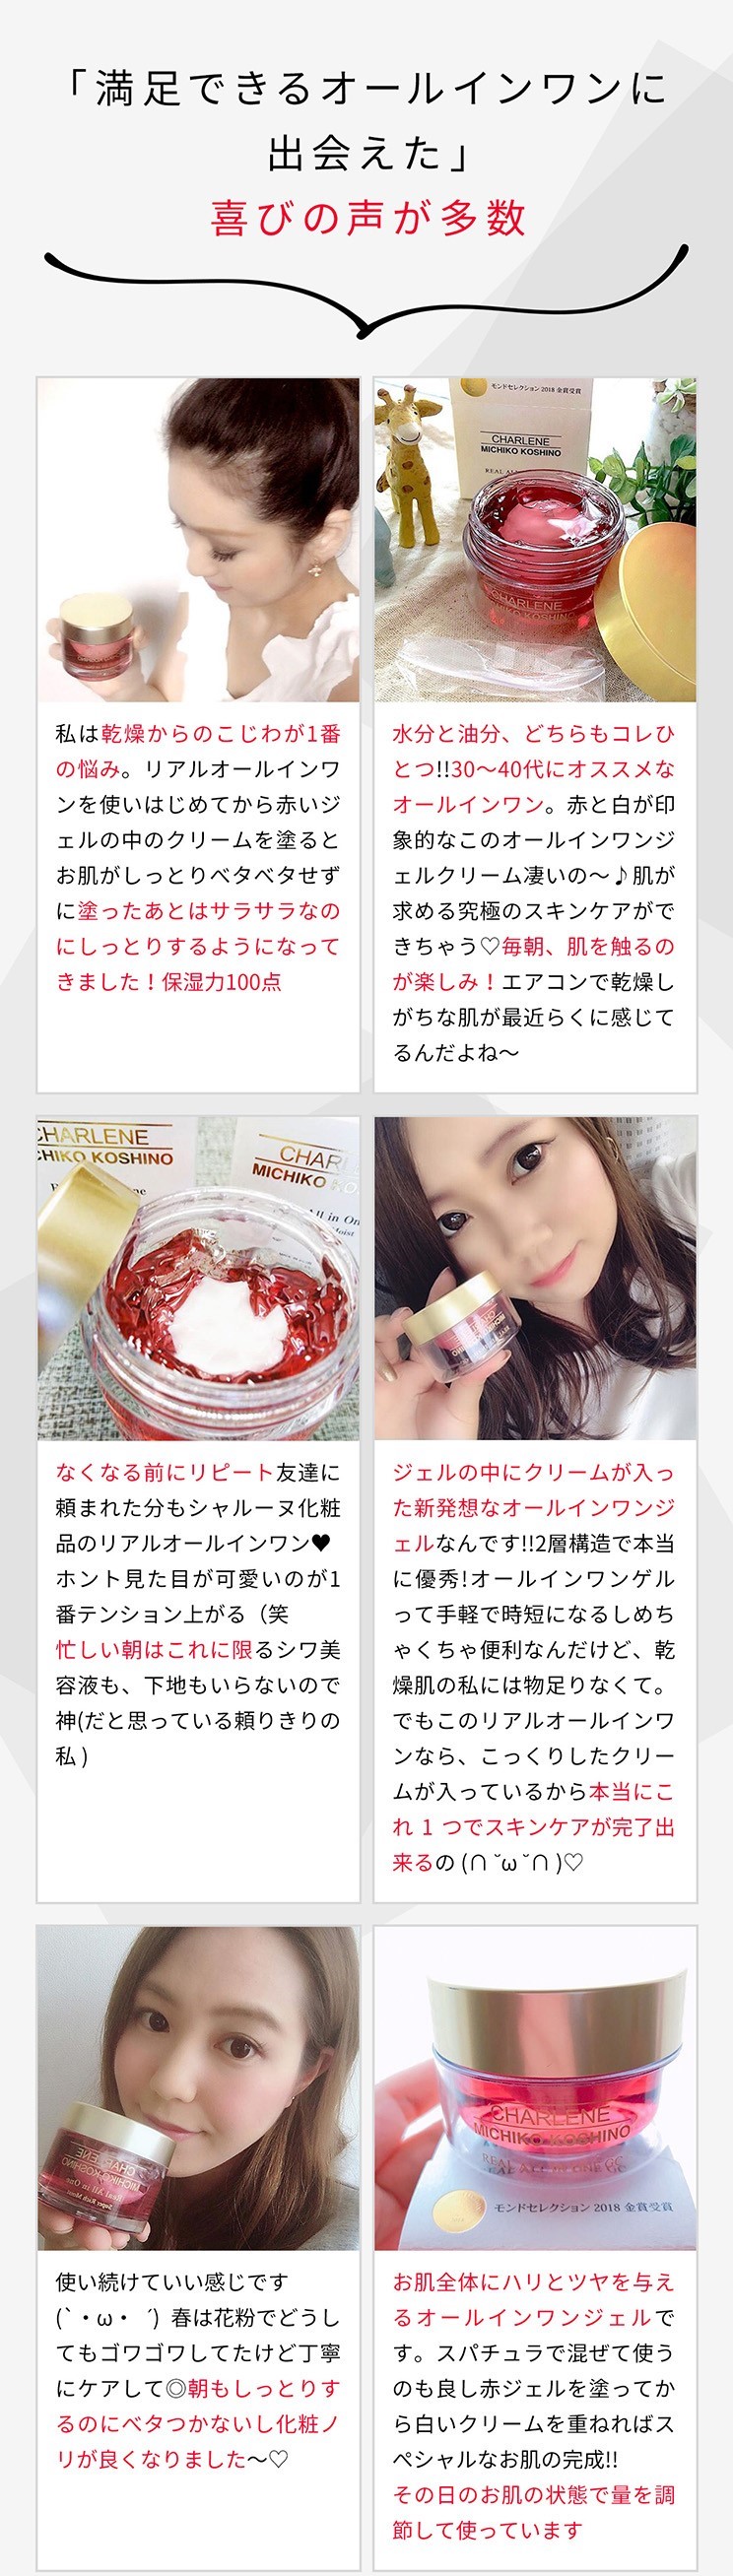 「満足できるオールインワンに
出会えた」
喜びの声が多数
私は乾燥からのこじわが1番
の悩み。リアルオールインワ
ンを使いはじめてから赤いジ
ェルの中のクリームを塗ると
お肌がしっとりベタベタせず
に塗ったあとはサラサラなの
にしっとりするようになって
きました！保湿力100点
モンドセレクション 2018 金賞受賞
CHARLENE
MICHIKO KOSHINO
CHARLENE
MICHIKO KOSHINO
水分と油分、どちらもコレひ
とつ!!30〜40代にオススメな
オールインワン。赤と白が印
象的なこのオールインワンジ
ェルクリーム凄いの〜♪肌が
求める究極のスキンケアがで
きちゃう♡毎朝、肌を触るの
が楽しみ！エアコンで乾燥し
がちな肌が最近らくに感じて
るんだよね〜
CHARLENE
CHIKO KOSHINO
CHARL
MICHIKO KO
All in On
Moist
なくなる前にリピート友達に
頼まれた分もシャルーヌ化粧
品のリアルオールインワン♥
ホント見た目が可愛いのが1
番テンション上がる（笑
忙しい朝はこれに限るシワ美
容液も、下地もいらないので
神(だと思っている頼りきりの
私 )
ジェルの中にクリームが入っ
た新発想なオールインワンジ
ェルなんです!!2層構造で本当
に優秀!オールインワンゲル
って手軽で時短になるしめち
ゃくちゃ便利なんだけど、乾
燥肌の私には物足りなくて。
でもこのリアルオールインワ
ンなら、こっくりしたクリー
ムが入っているから本当にこ
れ 1 つでスキンケアが完了出
来るの (∩ ˘ω ˘∩ )♡
CHARLENE
MICHIKO KOSHINO
Real All in One
使い続けていい感じです
(`・ω・ ´) 春は花粉でどうし
てもゴワゴワしてたけど丁寧
にケアして◎朝もしっとりす
るのにベタつかないし化粧ノ
リが良くなりました〜♡
CHARLENE
MICHIKO KOSHINO
REAL ALL IN ONE GC
モンドセレクション 2018 金賞受賞
お肌全体にハリとツヤを与え
るオールインワンジェルで
す。スパチュラで混ぜて使う
のも良し赤ジェルを塗ってか
ら白いクリームを重ねればス
ペシャルなお肌の完成!!
その日のお肌の状態で量を調
節して使っています